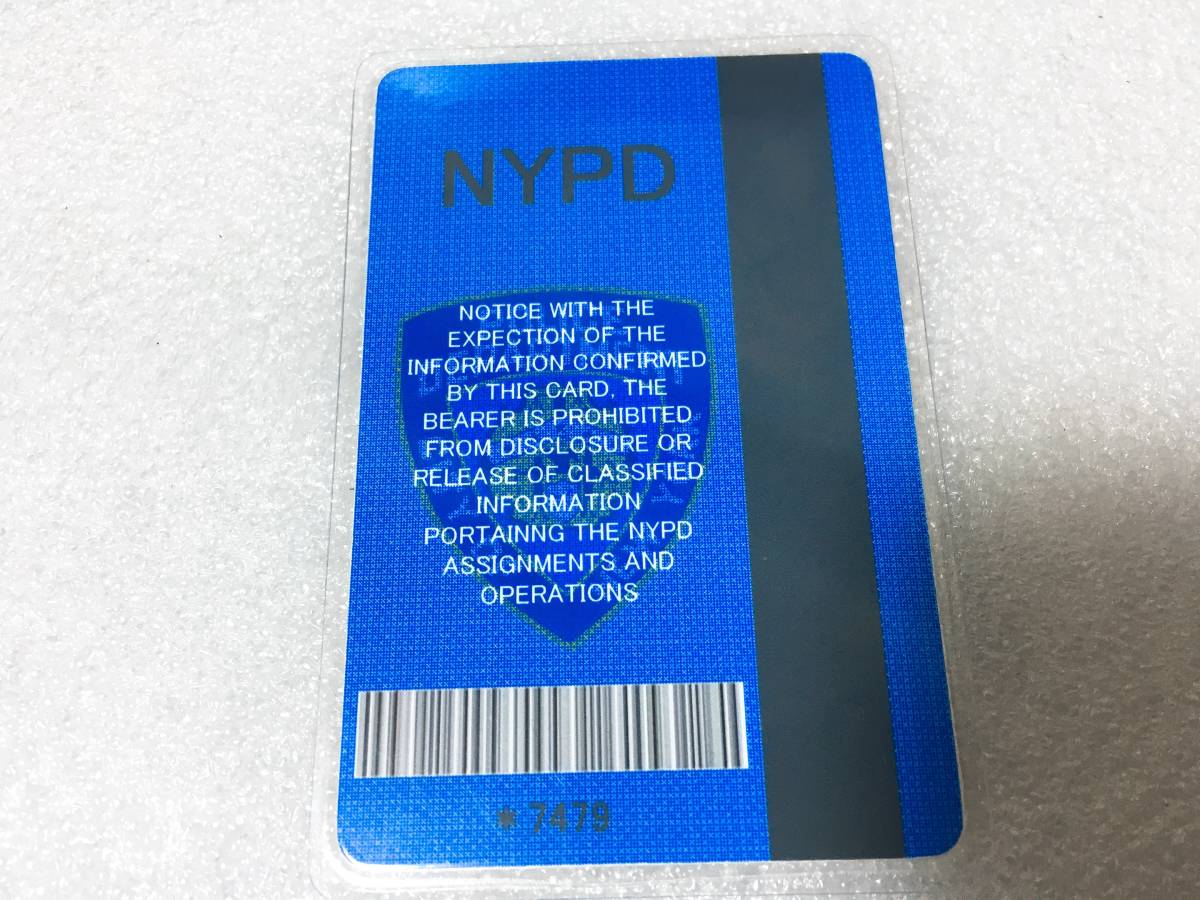 NYPD
NOTICE WITH THE
EXPECTION OF THE
INFORMATION CONFIRMED
BY THIS CARD, THE
BEARER IS PROHIBITED
FROM DISCLOSURE OR
RELEASE OF CLASSIFIED
INFORMATION
PORTAINNG THE NYPD
ASSIGNMENTS AND
OPERATIONS
* 7479